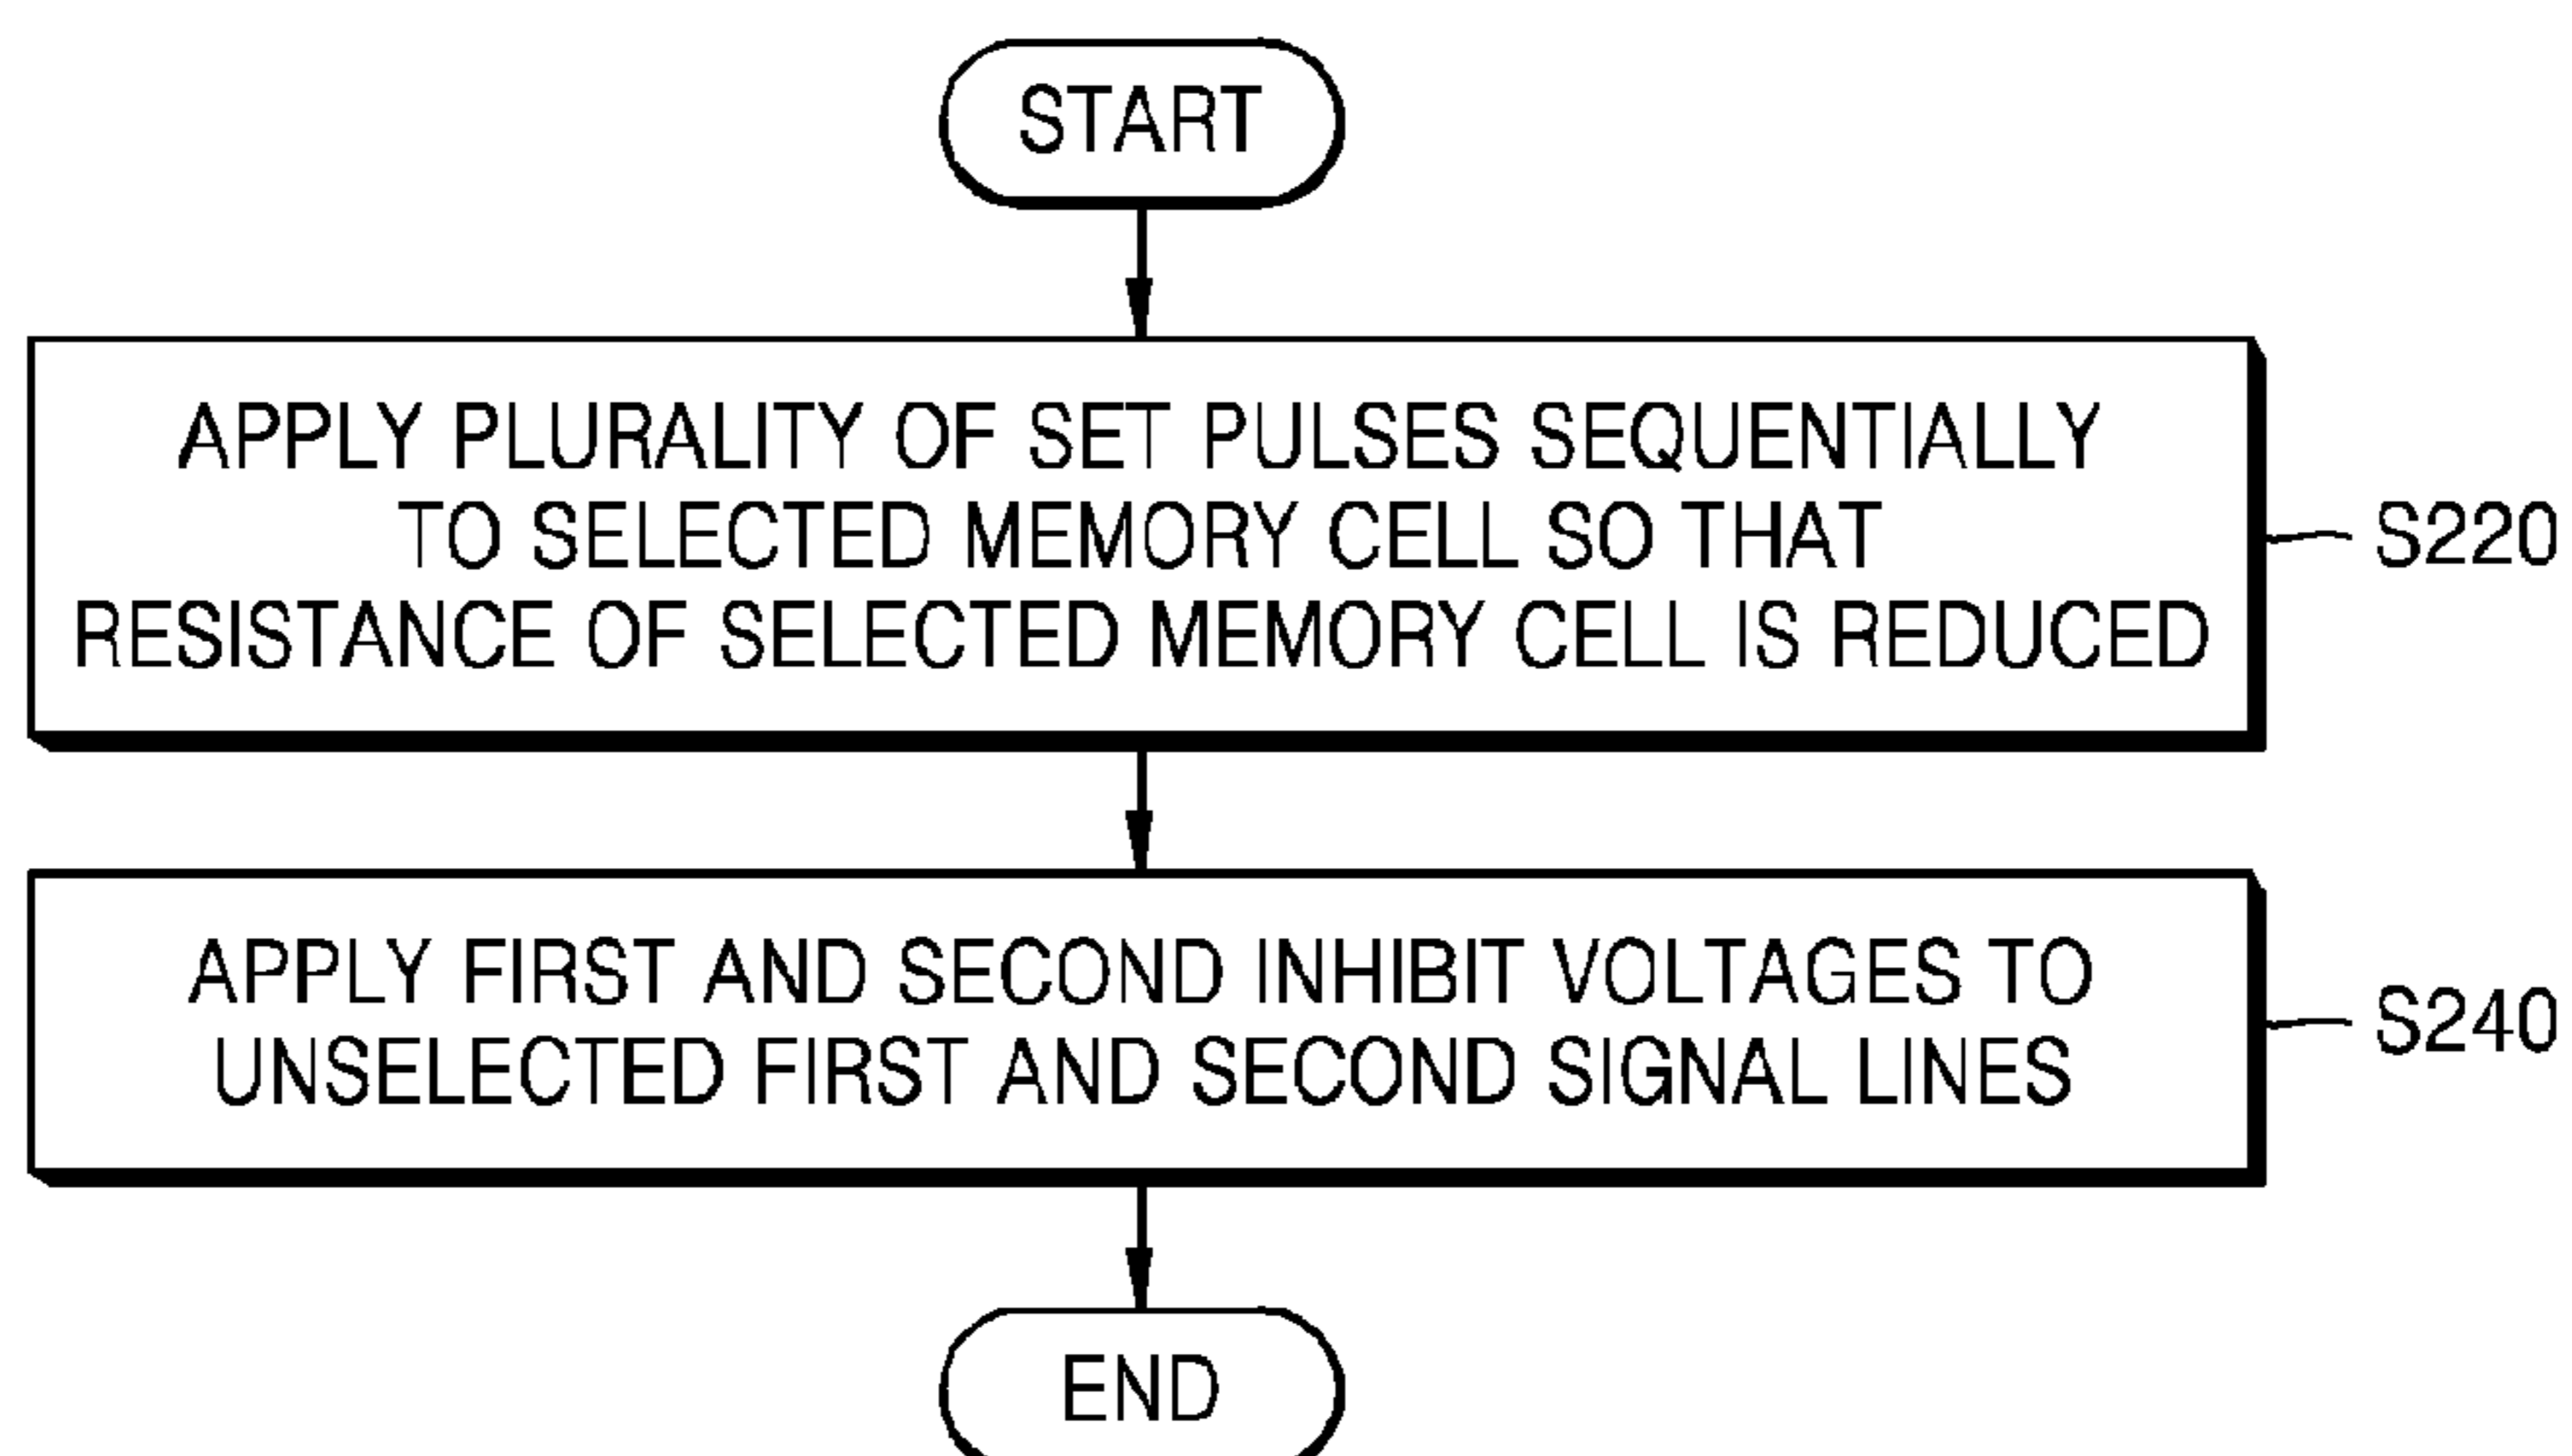 START
APPLY PLURALITY OF SET PULSES SEQUENTIALLY
TO SELECTED MEMORY CELL SO THAT
RESISTANCE OF SELECTED MEMORY CELL IS REDUCED
S220
APPLY FIRST AND SECOND INHIBIT VOLTAGES TO
UNSELECTED FIRST AND SECOND SIGNAL LINES
S240
END